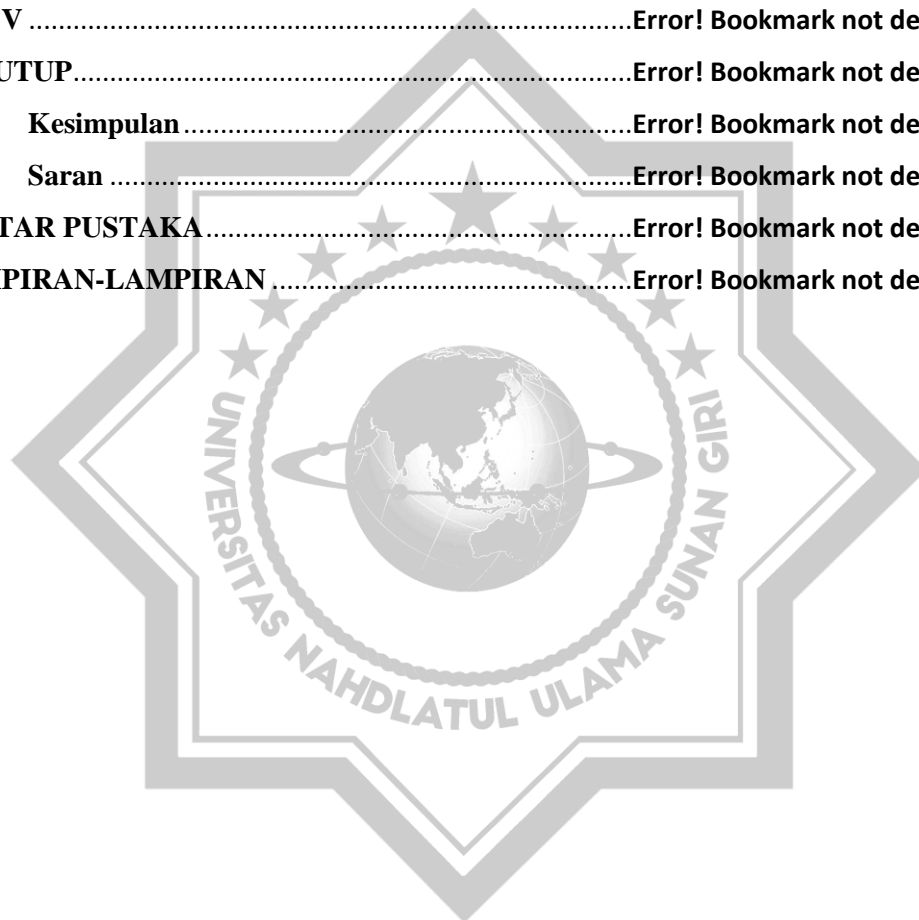 V ........................................................................Error! Bookmark not de
UTUP........................................................................Error! Bookmark not de
Kesimpulan........................................................................Error! Bookmark not de
Saran ........................................................................Error! Bookmark not de
TAR PUSTAKA........................................................................Error! Bookmark not de
PIRAN-LAMPIRAN ........................................................................Error! Bookmark not de
UNIVERSITAS NAHDLATUL ULAMA SUNAN GIRI